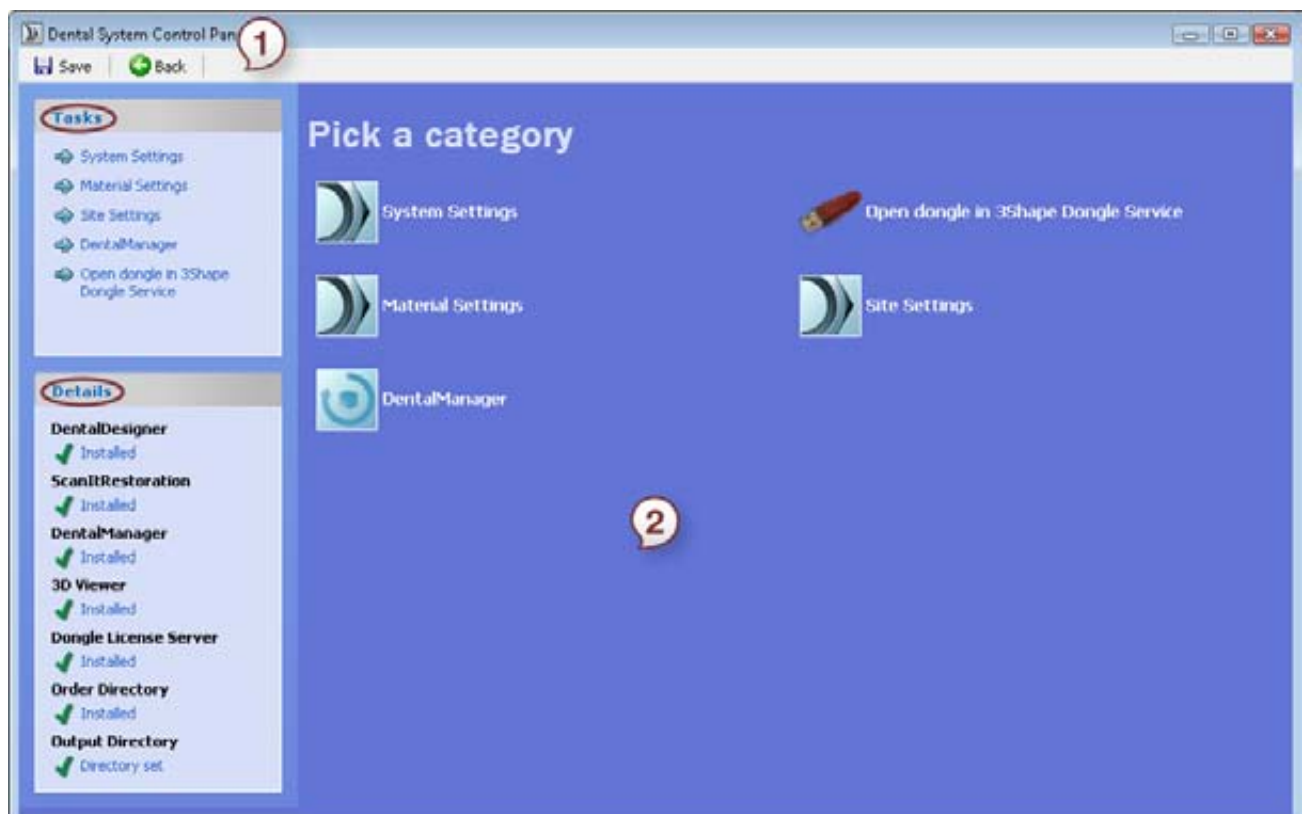 Dental System Control Pan
1
Save
Back
Tasks
System Settings
Material Settings
Site Settings
DentalManager
Open dongle in 3Shape
Dongle Service
Details
DentalDesigner
Installed
ScanItRestoration
Installed
DentalManager
Installed
3D Viewer
Installed
Dongle License Server
Installed
Order Directory
Installed
Output Directory
Directory set
Pick a category
System Settings
Open dongle in 3Shape Dongle Service
Material Settings
Site Settings
DentalManager
2